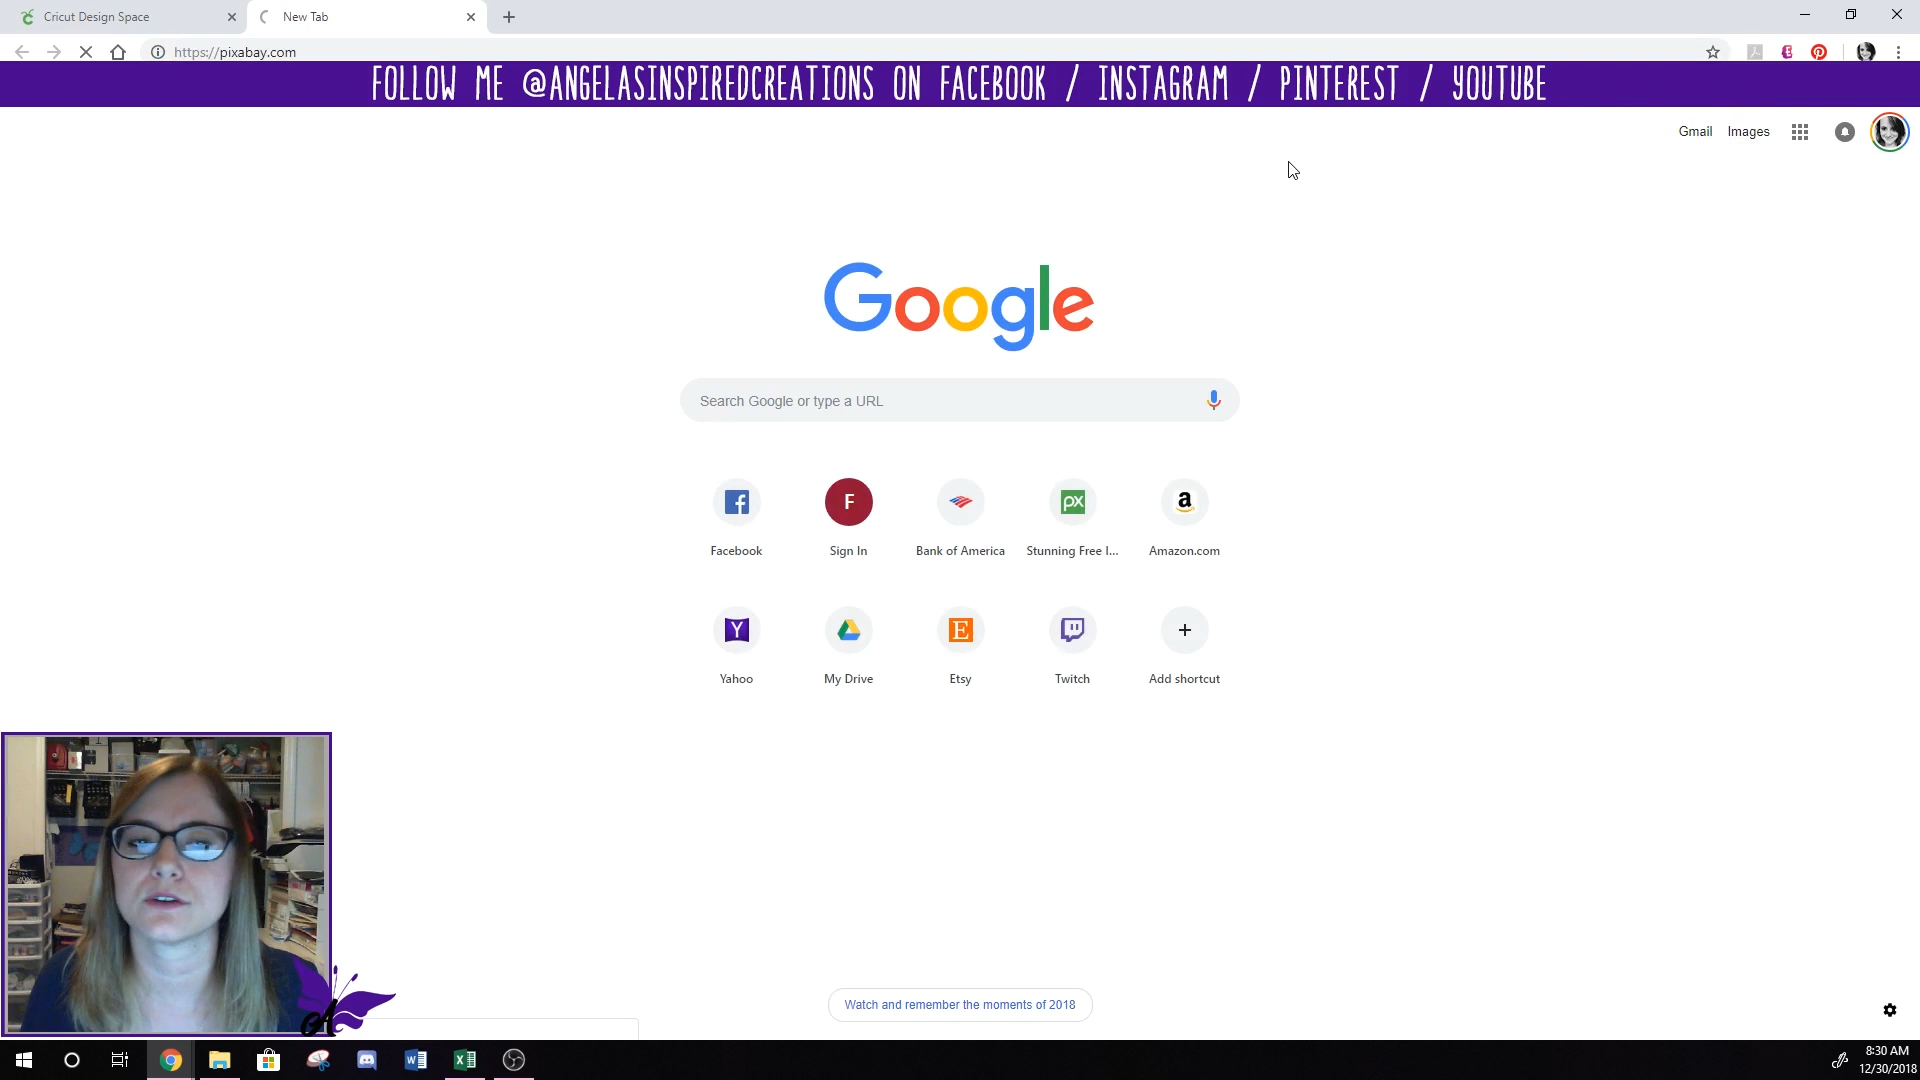 Cricut Design Space
New Tab
https://pixabay.com
FOLLOW ME @ANGELASINSPIREDCREATIONS ON FACEBOOK / INSTAGRAM / PINTEREST / YOUTUBE
Gmail Images
Google
Search Google or type a URL
F
px
a
Facebook Sign In Bank of America Stunning Free I... Amazon.com
Y
E
Yahoo My Drive Etsy Twitch Add shortcut
Watch and remember the moments of 2018
A
8:30 AM
12/30/2018